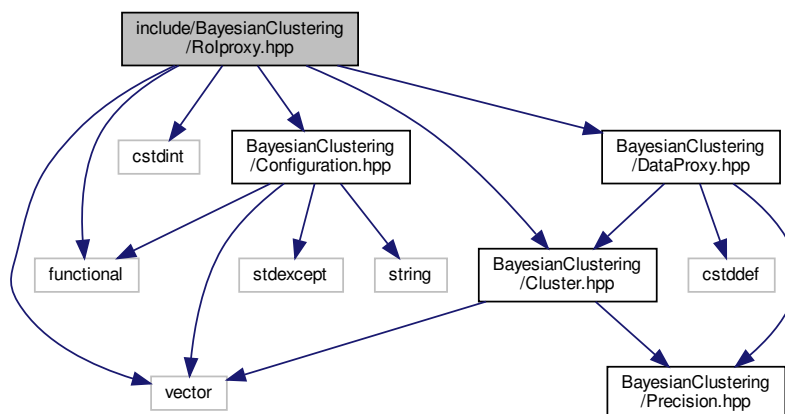 include/BayesianClustering
/RoIproxy.hpp
cstdint
BayesianClustering
/Configuration.hpp
BayesianClustering
/DataProxy.hpp
functional
stdexcept
string
BayesianClustering
/Cluster.hpp
cstddef
vector
BayesianClustering
/Precision.hpp